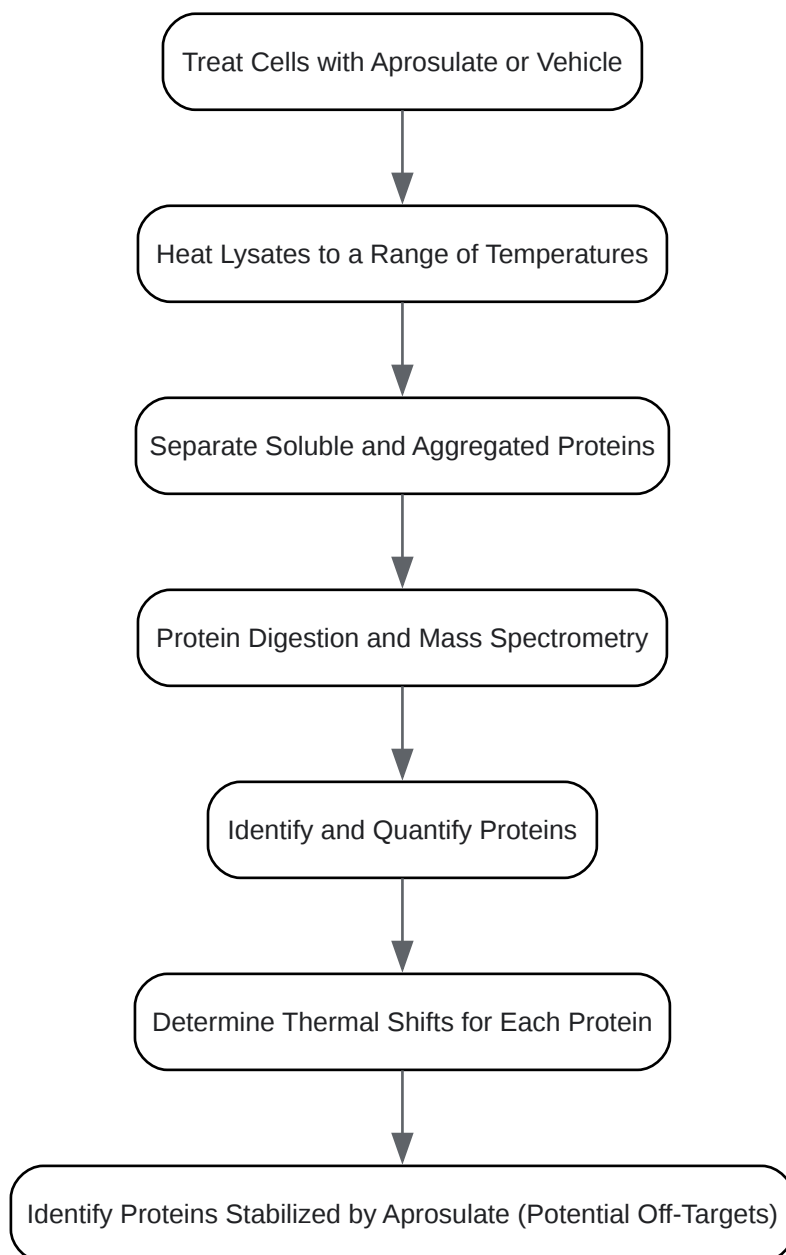 Treat Cells with Aprosulate or Vehicle
Heat Lysates to a Range of Temperatures
Separate Soluble and Aggregated Proteins
Protein Digestion and Mass Spectrometry
Identify and Quantify Proteins
Determine Thermal Shifts for Each Protein
Identify Proteins Stabilized by Aprosulate (Potential Off-Targets)